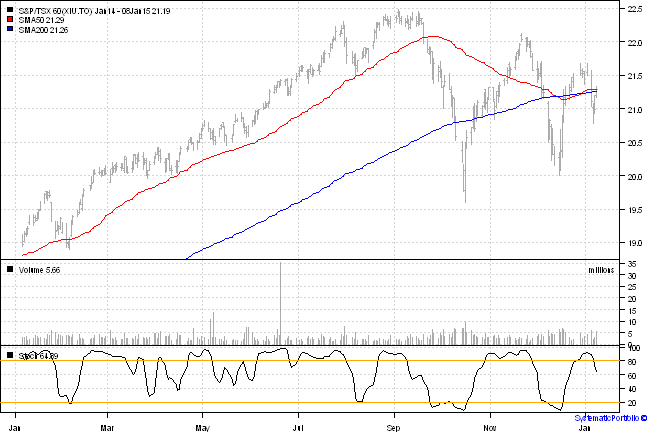 S&P/TSX 60(XIU.TO) Jan14 - 08Jan15 21.19
SMA50 21.29
SMA200 21.26
22.5
22.0
21.5
21.0
20.5
20.0
19.5
19.0
Volume 5.66
millions
35
30
25
20
15
10
5
0
100
80
60
40
20
Jan
Mar
May
Jul
Sep
Nov
Jan
SystematicPortfolio ©